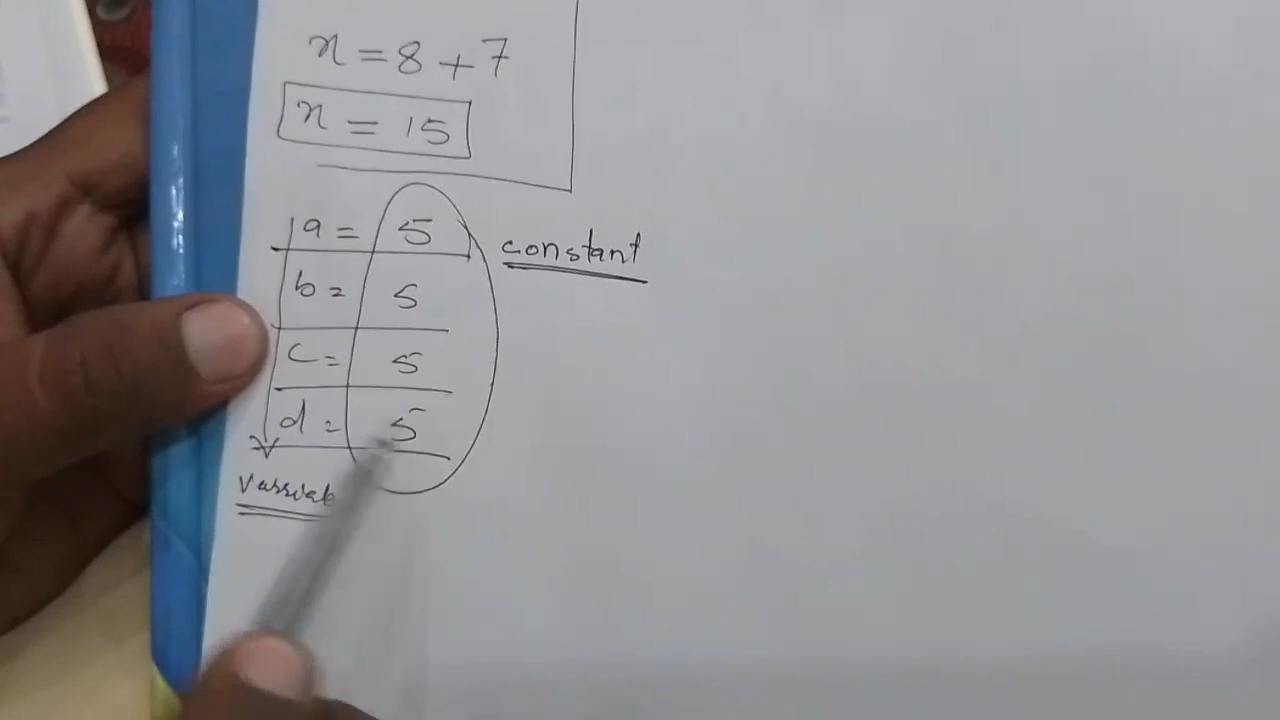 x = 8 + 7
x = 15
a = 5 constant
b = 5
c = 5
d = 5